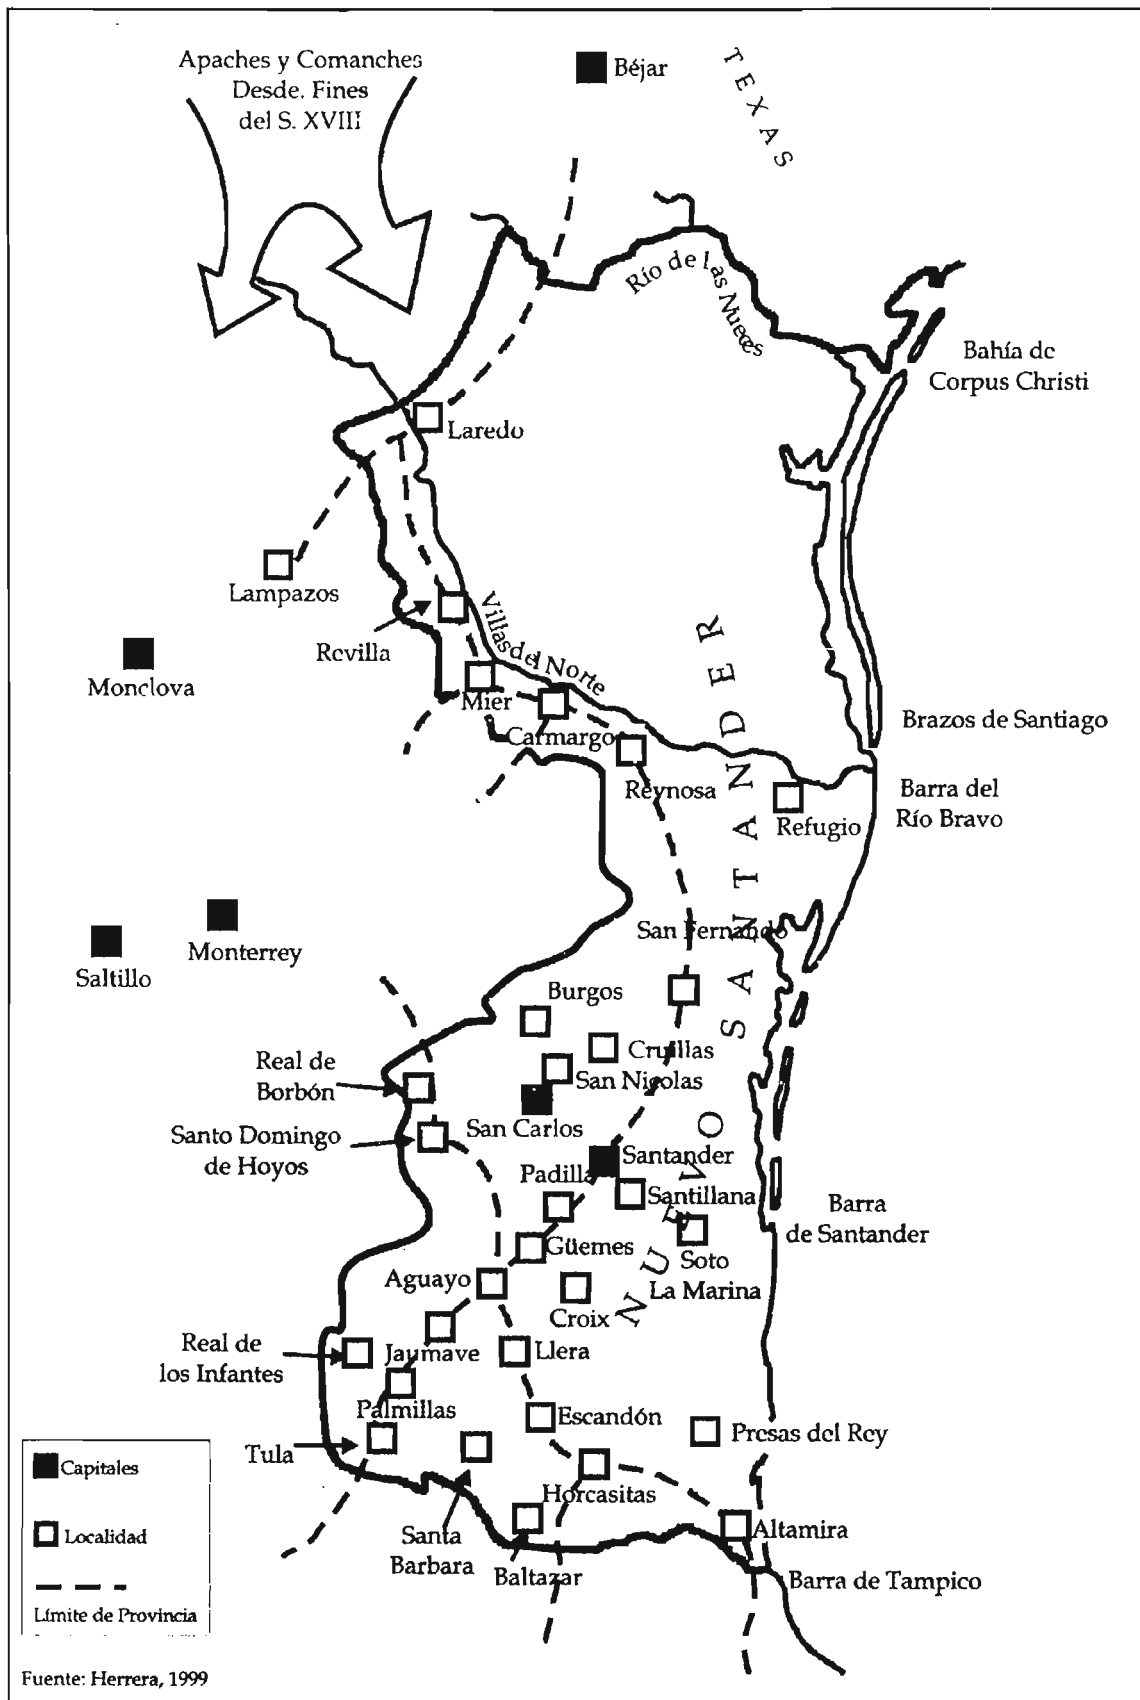 Apaches y Comanches
Desde. Fines
del S. XVIII
Béjar
TEXAS
Río de las Nueces
Bahía de
Corpus Christi
Laredo
Lampazos
Revilla
Villas del Norte
Monclova
Mier
Carmargo
Reynosa
Brazos de Santiago
Barra del
Río Bravo
Refugio
NUEVO SANTANDER
Monterrey
Saltillo
San Fernando
Burgos
Cruillas
San Nicolas
Real de
Borbón
San Carlos
Santo Domingo
de Hoyos
Santander
Padilla
Santillana
Barra
de Santander
Güemes
Soto
La Marina
Aguayo
Croix
Real de
los Infantes
Jaumave
Llera
Palmillas
Escandón
Presas del Rey
Tula
Horcasitas
Santa
Barbara
Baltazar
Altamira
Barra de Tampico
Capitales
Localidad
Límite de Provincia
Fuente: Herrera, 1999